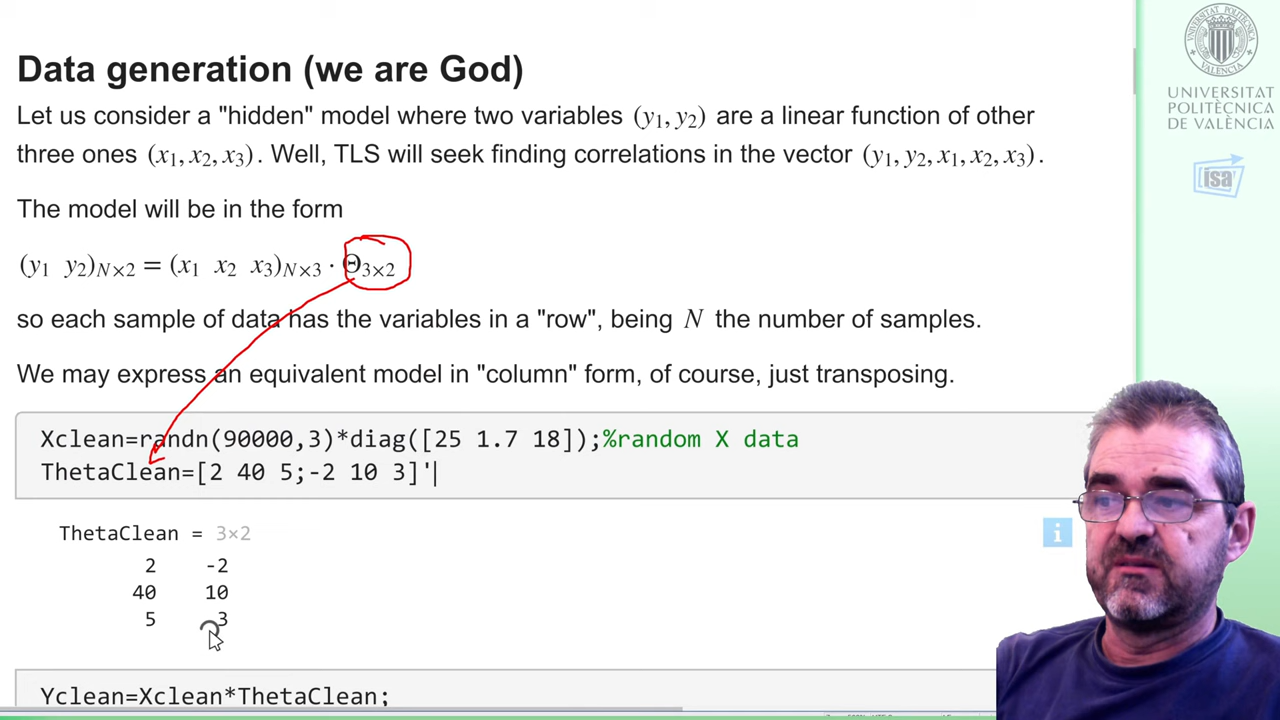 Data generation (we are God)
Let us consider a "hidden" model where two variables (y₁, y₂) are a linear function of other
three ones (x₁, x₂, x₃). Well, TLS will seek finding correlations in the vector (y₁, y₂, x₁, x₂, x₃).
The model will be in the form
(y₁ y₂)N×2 = (x₁ x₂ x₃)N×3 · Θ3×2
so each sample of data has the variables in a "row", being N the number of samples.
We may express an equivalent model in "column" form, of course, just transposing.
Xclean=randn(90000,3)*diag([25 1.7 18]);%random X data
ThetaClean=[2 40 5;-2 10 3]'
ThetaClean = 3×2
2 -2
40 10
5 3
Yclean=Xclean*ThetaClean;
UNIVERSITAT
POLITÈCNICA
DE VALÈNCIA
isa
i